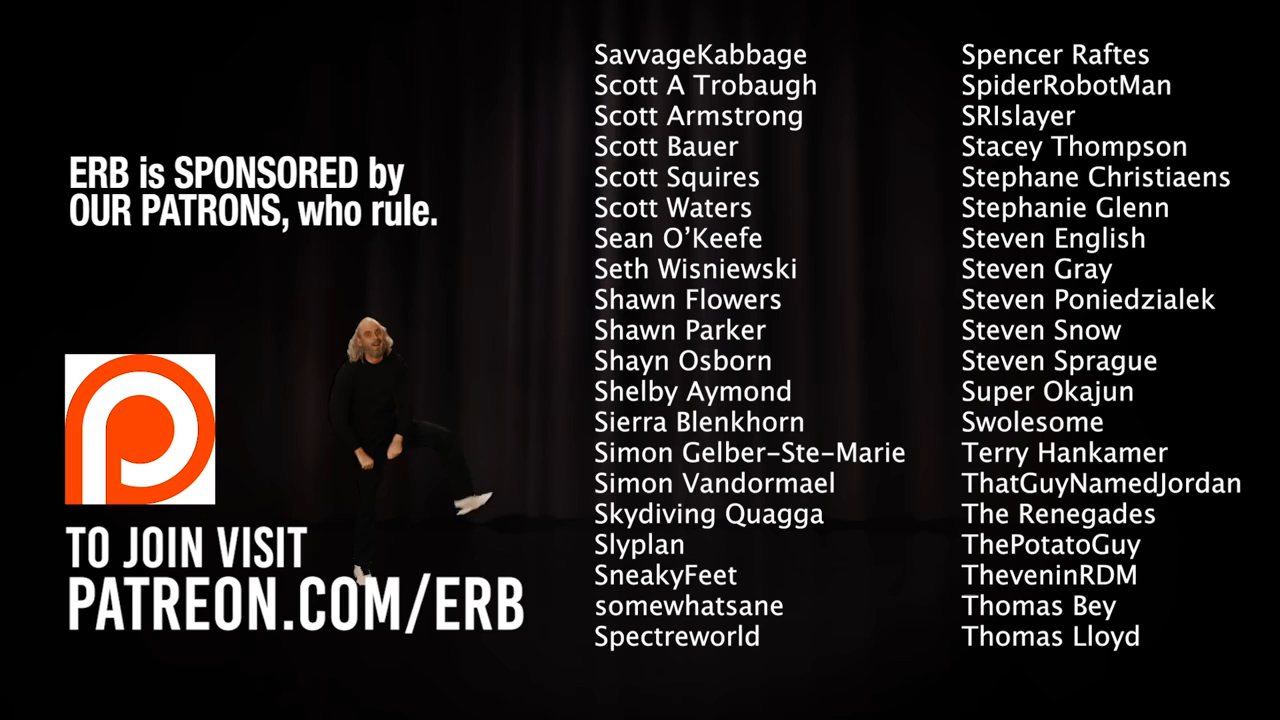 ERB is SPONSORED by
OUR PATRONS, who rule.
TO JOIN VISIT
PATREON.COM/ERB
SavvageKabbage
Scott A Trobaugh
Scott Armstrong
Scott Bauer
Scott Squires
Scott Waters
Sean O’Keefe
Seth Wisniewski
Shawn Flowers
Shawn Parker
Shayn Osborn
Shelby Aymond
Sierra Blenkhorn
Simon Gelber-Ste-Marie
Simon Vandormael
Skydiving Quagga
Slyplan
SneakyFeet
somewhatsane
Spectreworld
Spencer Raftes
SpiderRobotMan
SRIslayer
Stacey Thompson
Stephane Christiaens
Stephanie Glenn
Steven English
Steven Gray
Steven Poniedzialek
Steven Snow
Steven Sprague
Super Okajun
Swolesome
Terry Hankamer
ThatGuyNamedJordan
The Renegades
ThePotatoGuy
TheveninRDM
Thomas Bey
Thomas Lloyd